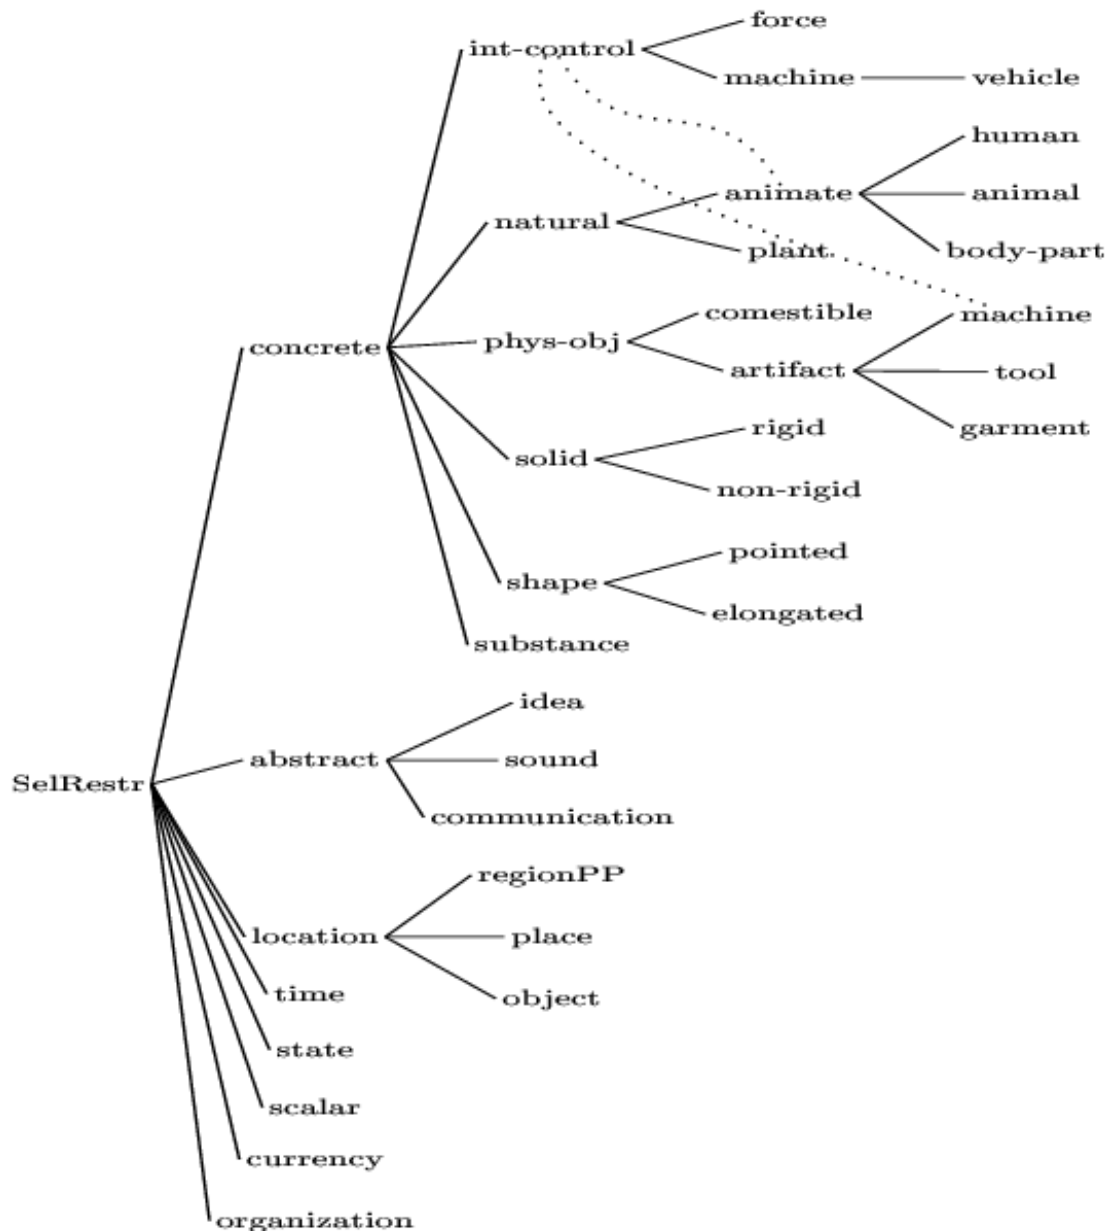 force
int-control
machine
vehicle
human
animate
animal
natural
plant
body-part
comestible
machine
phys-obj
concrete
artifact
tool
rigid
garment
solid
non-rigid
pointed
shape
elongated
substance
idea
abstract
sound
SelRestr
communication
regionPP
location
place
time
object
state
scalar
currency
organization